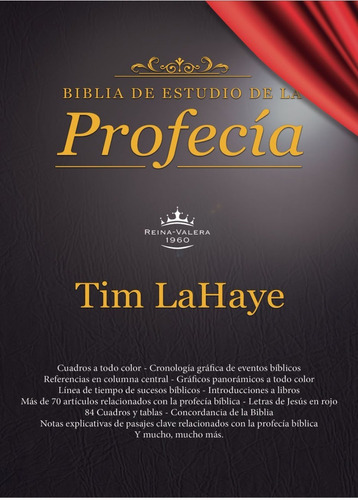 BIBLIA DE ESTUDIO DE LA
Profecía
REINA-VALERA
1960
Tim LaHaye
Cuadros a todo color - Cronología gráfica de eventos bíblicos
Referencias en columna central - Gráficos panorámicos a todo color
Línea de tiempo de sucesos bíblicos - Introducciones a libros
Más de 70 artículos relacionados con la profecía bíblica - Letras de Jesús en rojo
84 Cuadros y tablas - Concordancia de la Biblia
Notas explicativas de pasajes clave relacionados con la profecía bíblica
Y mucho, mucho más.